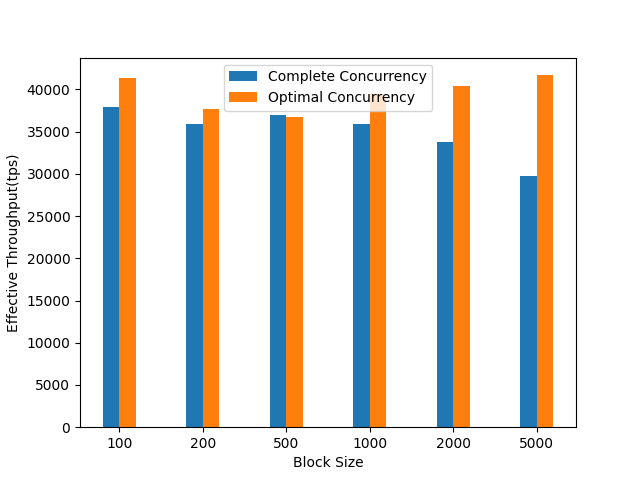 Complete Concurrency
Optimal Concurrency
40000
35000
30000
25000
20000
15000
10000
5000
0
Effective Throughput(tps)
100 200 500 1000 2000 5000
Block Size